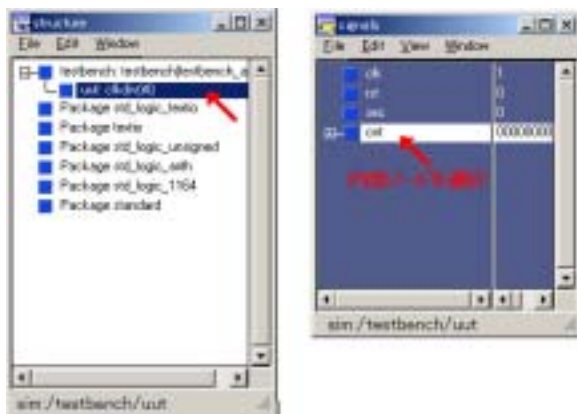 structure
File Edit Window
testbench: testbench(testbench_a
uut: clkdiv(rtl)
Package std_logic_textio
Package textio
Package std_logic_unsigned
Package std_logic_arith
Package std_logic_1164
Package standard
sim:/testbench/uut
signals
File Edit View Window
clk 1
rst 0
sec 0
cnt 00000000
sim:/testbench/uut